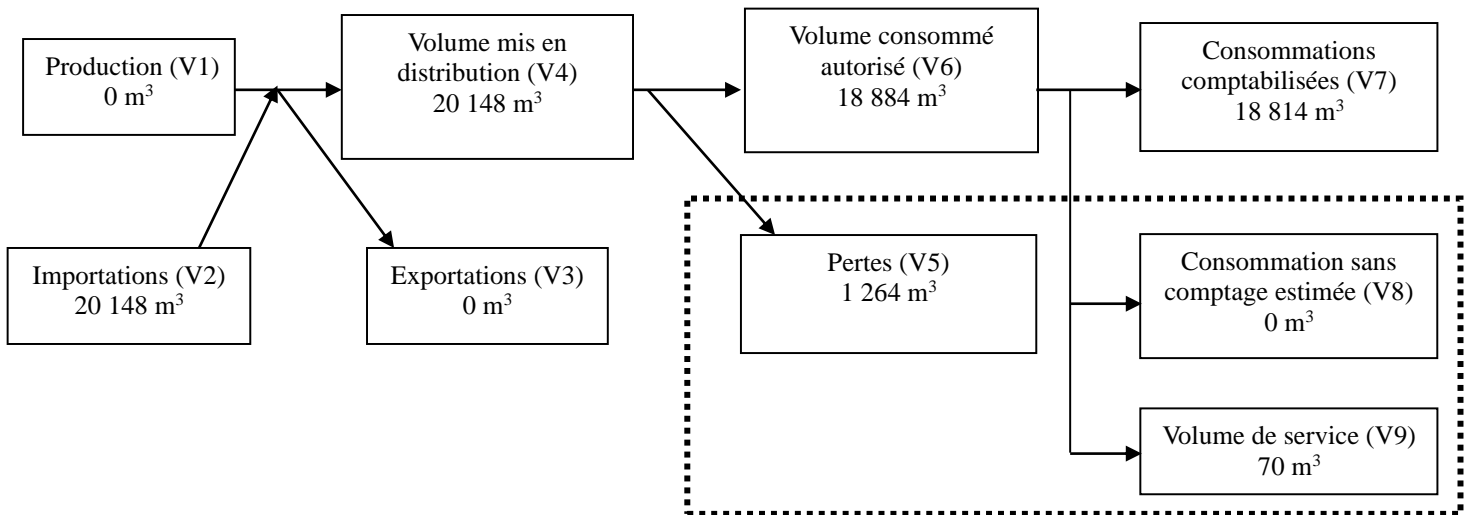 Production (V1)
0 m³
Volume mis en
distribution (V4)
20 148 m³
Volume consommé
autorisé (V6)
18 884 m³
Consommations
comptabilisées (V7)
18 814 m³
Importations (V2)
20 148 m³
Exportations (V3)
0 m³
Pertes (V5)
1 264 m³
Consommation sans
comptage estimée (V8)
0 m³
Volume de service (V9)
70 m³